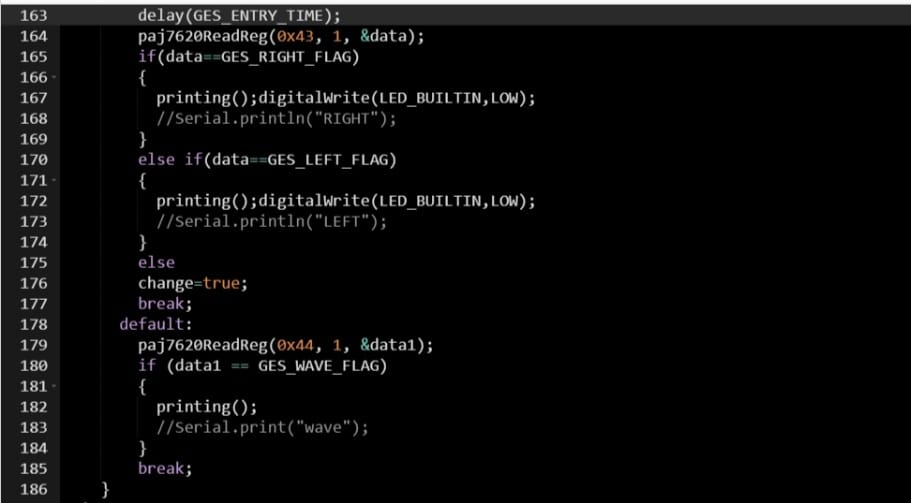 163 delay(GES_ENTRY_TIME);
164 paj7620ReadReg(0x43, 1, &data);
165 if(data==GES_RIGHT_FLAG)
166 {
167 printing();digitalWrite(LED_BUILTIN,LOW);
168 //Serial.println("RIGHT");
169 }
170 else if(data==GES_LEFT_FLAG)
171 {
172 printing();digitalWrite(LED_BUILTIN,LOW);
173 //Serial.println("LEFT");
174 }
175 else
176 change=true;
177 break;
178 default:
179 paj7620ReadReg(0x44, 1, &data1);
180 if (data1 == GES_WAVE_FLAG)
181 {
182 printing();
183 //Serial.print("wave");
184 }
185 break;
186 }